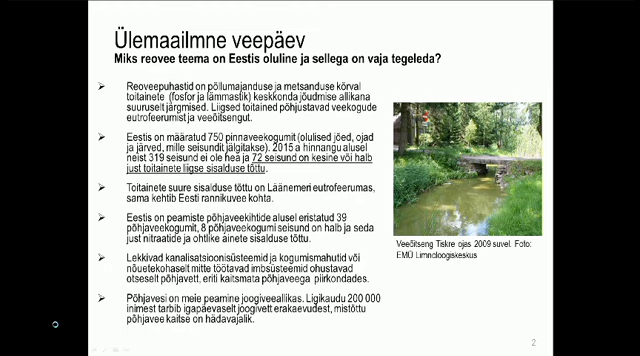 Ülemaailmne veepäev
Miks reovee teema on Eestis oluline ja sellega on vaja tegeleda?
Reoveepuhastid on põllumajanduse ja metsanduse kõrval
toitainete (fosfor ja lämmastik) keskkonda jõudmise allikana
suuruselt järgmised. Liigsed toitained põhjustavad veekogude
eutrofeerumist ja veeõitsengut.
Eestis on määratud 750 pinnaveekogumit (olulised jõed, ojad
ja järved, mille seisundit jälgitakse). 2015 a hinnangu alusel
neist 319 seisund ei ole hea ja 72 seisund on kesine või halb
just toitainete liigse sisalduse tõttu.
Toitainete suure sisalduse tõttu on Läänemeri eutrofeerumas,
sama kehtib Eesti rannikuvee kohta.
Eestis on peamiste põhjaveekihtide alusel eristatud 39
põhjaveekogumit, 8 põhjaveekogumi seisund on halb ja seda
just nitraatide ja ohtlike ainete sisalduse tõttu.
Lekkivad kanalisatsioonisüsteemid ja kogumismahutid või
nõuetekohaselt mitte töötavad imbsüsteemid ohustavad
otseselt põhjavett, eriti kaitsmata põhjaveega piirkondades.
Põhjavesi on meie peamine joogiveeallikas. Ligikaudu 200 000
inimest tarbib igapäevaselt joogivett erakaevudest, mistõttu
põhjavee kaitse on hädavajalik.
Veeõitseng Tiskre ojas 2009 suvel. Foto:
EMÜ Limnoloogiskeskus
2